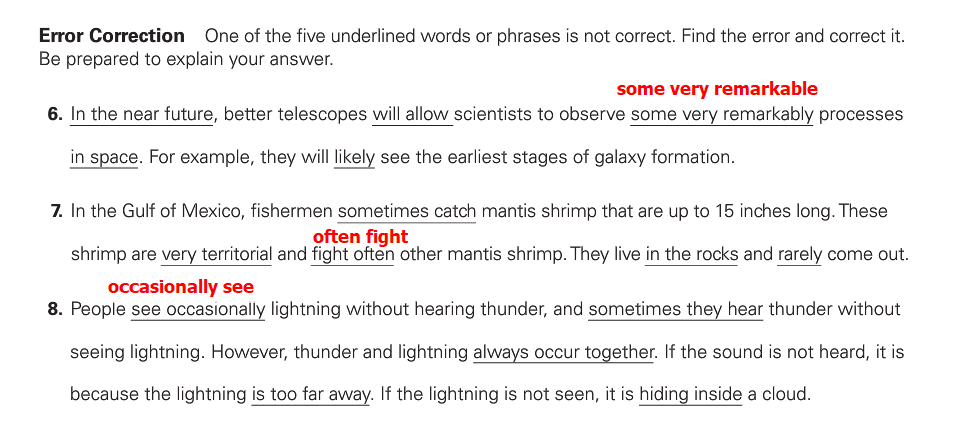 Error Correction One of the five underlined words or phrases is not correct. Find the error and correct it.
Be prepared to explain your answer.
some very remarkable
6. In the near future, better telescopes will allow scientists to observe some very remarkably processes
in space. For example, they will likely see the earliest stages of galaxy formation.
7. In the Gulf of Mexico, fishermen sometimes catch mantis shrimp that are up to 15 inches long. These
often fight
shrimp are very territorial and fight often other mantis shrimp. They live in the rocks and rarely come out.
occasionally see
8. People see occasionally lightning without hearing thunder, and sometimes they hear thunder without
seeing lightning. However, thunder and lightning always occur together. If the sound is not heard, it is
because the lightning is too far away. If the lightning is not seen, it is hiding inside a cloud.